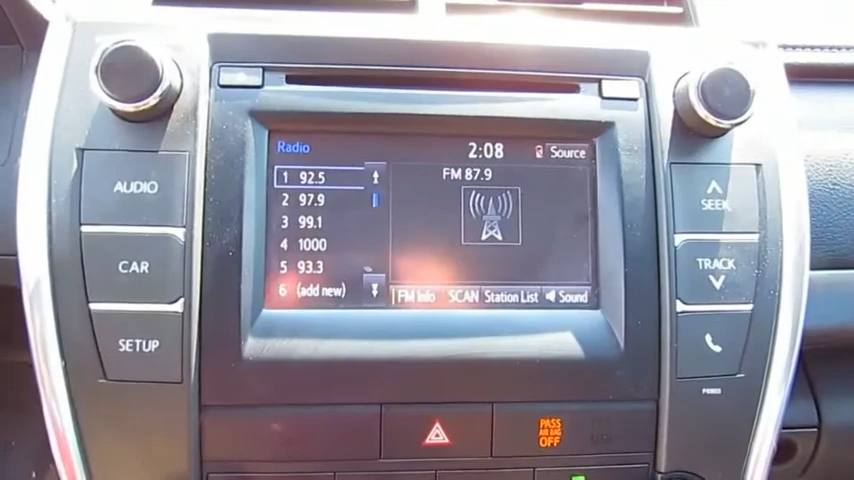 Radio
2:08
Source
1 92.5
2 97.9
3 99.1
4 1000
5 93.3
6 (add new)
FM 87.9
FM Info
SCAN
Station List
Sound
AUDIO
CAR
SETUP
SEEK
TRACK
POWER
PASS
AIR BAG
OFF